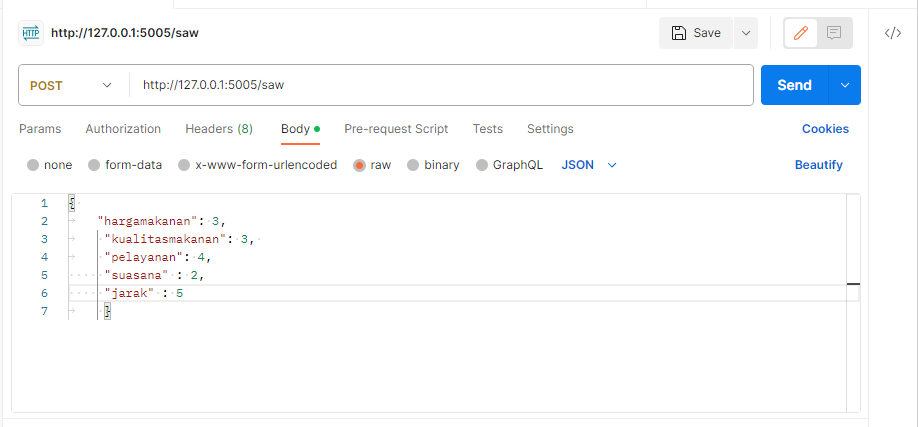 HTTP http://127.0.0.1:5005/saw Save </>
POST http://127.0.0.1:5005/saw Send
Params Authorization Headers (8) Body Pre-request Script Tests Settings Cookies
none form-data x-www-form-urlencoded raw binary GraphQL JSON Beautify
1 {
2 "hargamakanan": 3,
3 "kualitasmakanan": 3,
4 "pelayanan": 4,
5 "suasana" : 2,
6 "jarak" : 5
7 }